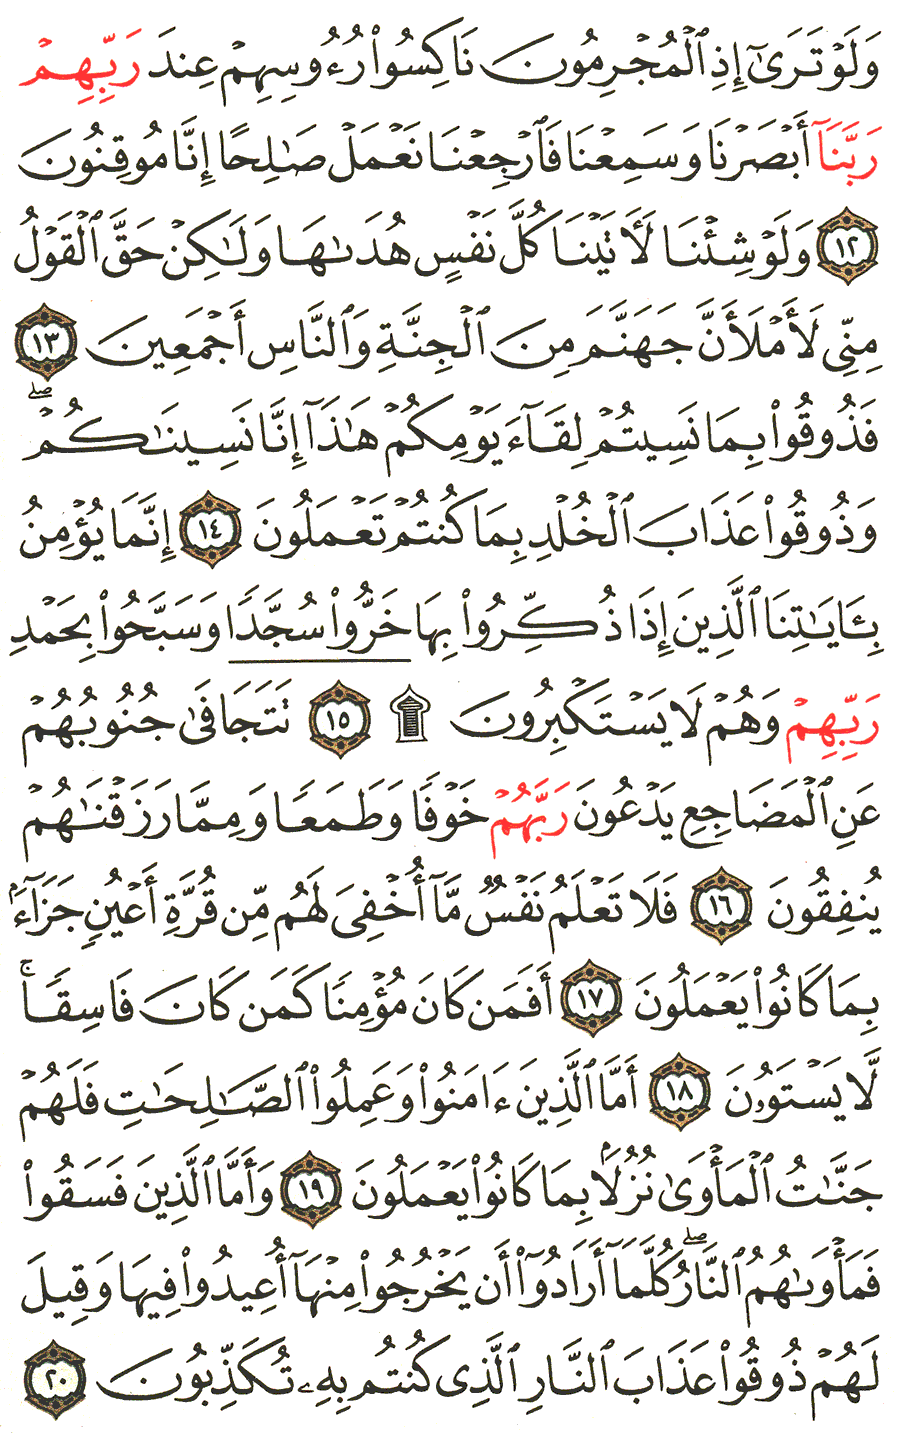 وَلَوْ تَرَىٰٓ إِذِ ٱلْمُجْرِمُونَ نَاكِسُوا۟ رُءُوسِهِمْ عِندَ رَبِّهِمْ
رَبَّنَآ أَبْصَرْنَا وَسَمِعْنَا فَٱرْجِعْنَا نَعْمَلْ صَـٰلِحًا إِنَّا مُوقِنُونَ
١٢ وَلَوْ شِئْنَا لَـَٔاتَيْنَا كُلَّ نَفْسٍ هُدَىٰهَا وَلَـٰكِنْ حَقَّ ٱلْقَوْلُ
مِنِّى لَأَمْلَأَنَّ جَهَنَّمَ مِنَ ٱلْجِنَّةِ وَٱلنَّاسِ أَجْمَعِينَ ١٣
فَذُوقُوا۟ بِمَا نَسِيتُمْ لِقَآءَ يَوْمِكُمْ هَـٰذَآ إِنَّا نَسِينَـٰكُمْ ۖ
وَذُوقُوا۟ عَذَابَ ٱلْخُلْدِ بِمَا كُنتُمْ تَعْمَلُونَ ١٤ إِنَّمَا يُؤْمِنُ
بِـَٔايَـٰتِنَا ٱلَّذِينَ إِذَا ذُكِّرُوا۟ بِهَا خَرُّوا۟ سُجَّدًا وَسَبَّحُوا۟ بِحَمْدِ
رَبِّهِمْ وَهُمْ لَا يَسْتَكْبِرُونَ ۩ ١٥ تَتَجَافَىٰ جُنُوبُهُمْ
عَنِ ٱلْمَضَاجِعِ يَدْعُونَ رَبَّهُمْ خَوْفًا وَطَمَعًا وَمِمَّا رَزَقْنَـٰهُمْ
يُنفِقُونَ ١٦ فَلَا تَعْلَمُ نَفْسٌ مَّآ أُخْفِىَ لَهُم مِّن قُرَّةِ أَعْيُنٍ جَزَآءًۢ
بِمَا كَانُوا۟ يَعْمَلُونَ ١٧ أَفَمَن كَانَ مُؤْمِنًا كَمَن كَانَ فَاسِقًا ۚ
لَّا يَسْتَوُۥنَ ١٨ أَمَّا ٱلَّذِينَ ءَامَنُوا۟ وَعَمِلُوا۟ ٱلصَّـٰلِحَـٰتِ فَلَهُمْ
جَنَّـٰتُ ٱلْمَأْوَىٰ نُزُلًۢا بِمَا كَانُوا۟ يَعْمَلُونَ ١٩ وَأَمَّا ٱلَّذِينَ فَسَقُوا۟
فَمَأْوَىٰهُمُ ٱلنَّارُ ۖ كُلَّمَآ أَرَادُوٓا۟ أَن يَخْرُجُوا۟ مِنْهَآ أُعِيدُوا۟ فِيهَا وَقِيلَ
لَهُمْ ذُوقُوا۟ عَذَابَ ٱلنَّارِ ٱلَّذِى كُنتُم بِهِۦ تُكَذِّبُونَ ٢٠